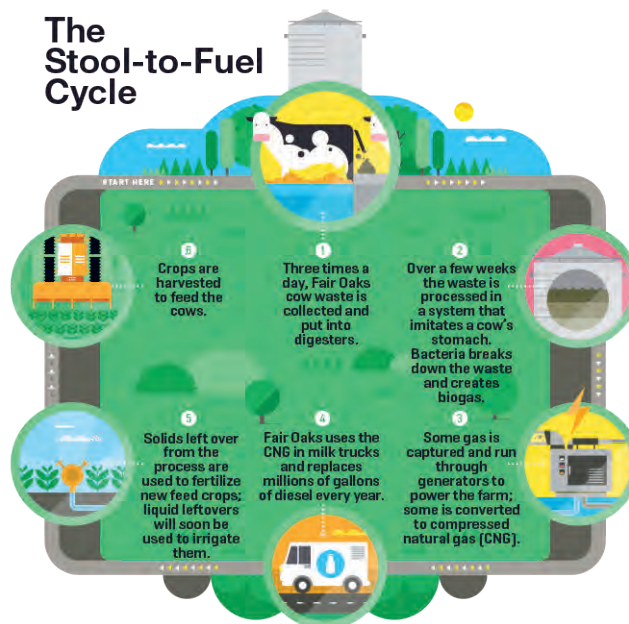 The
Stool-to-Fuel
Cycle
START HERE
1
Three times a
day, Fair Oaks
cow waste is
collected and
put into
digesters.
2
Over a few weeks
the waste is
processed in
a system that
imitates a cow's
stomach.
Bacteria breaks
down the waste
and creates
biogas.
3
Some gas is
captured and run
through
generators to
power the farm;
some is converted
to compressed
natural gas (CNG).
4
Fair Oaks uses the
CNG in milk trucks
and replaces
millions of gallons
of diesel every year.
5
Solids left over
from the
process are
used to fertilize
new feed crops;
liquid leftovers
will soon be
used to irrigate
them.
6
Crops are
harvested
to feed the
cows.